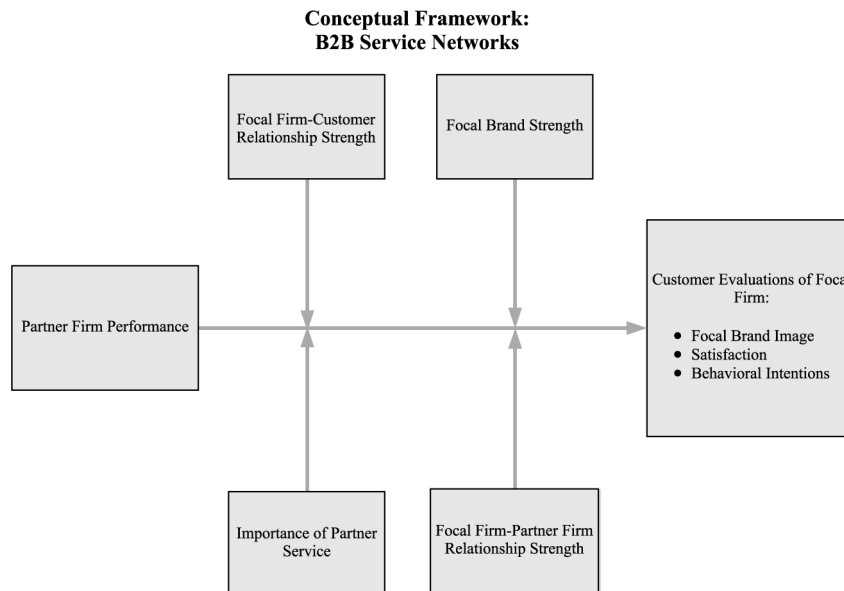 Conceptual Framework:
B2B Service Networks
Focal Firm-Customer
Relationship Strength
Focal Brand Strength
Partner Firm Performance
Customer Evaluations of Foca
Firm:
● Focal Brand Image
● Satisfaction
● Behavioral Intentions
Importance of Partner
Service
Focal Firm-Partner Firm
Relationship Strength